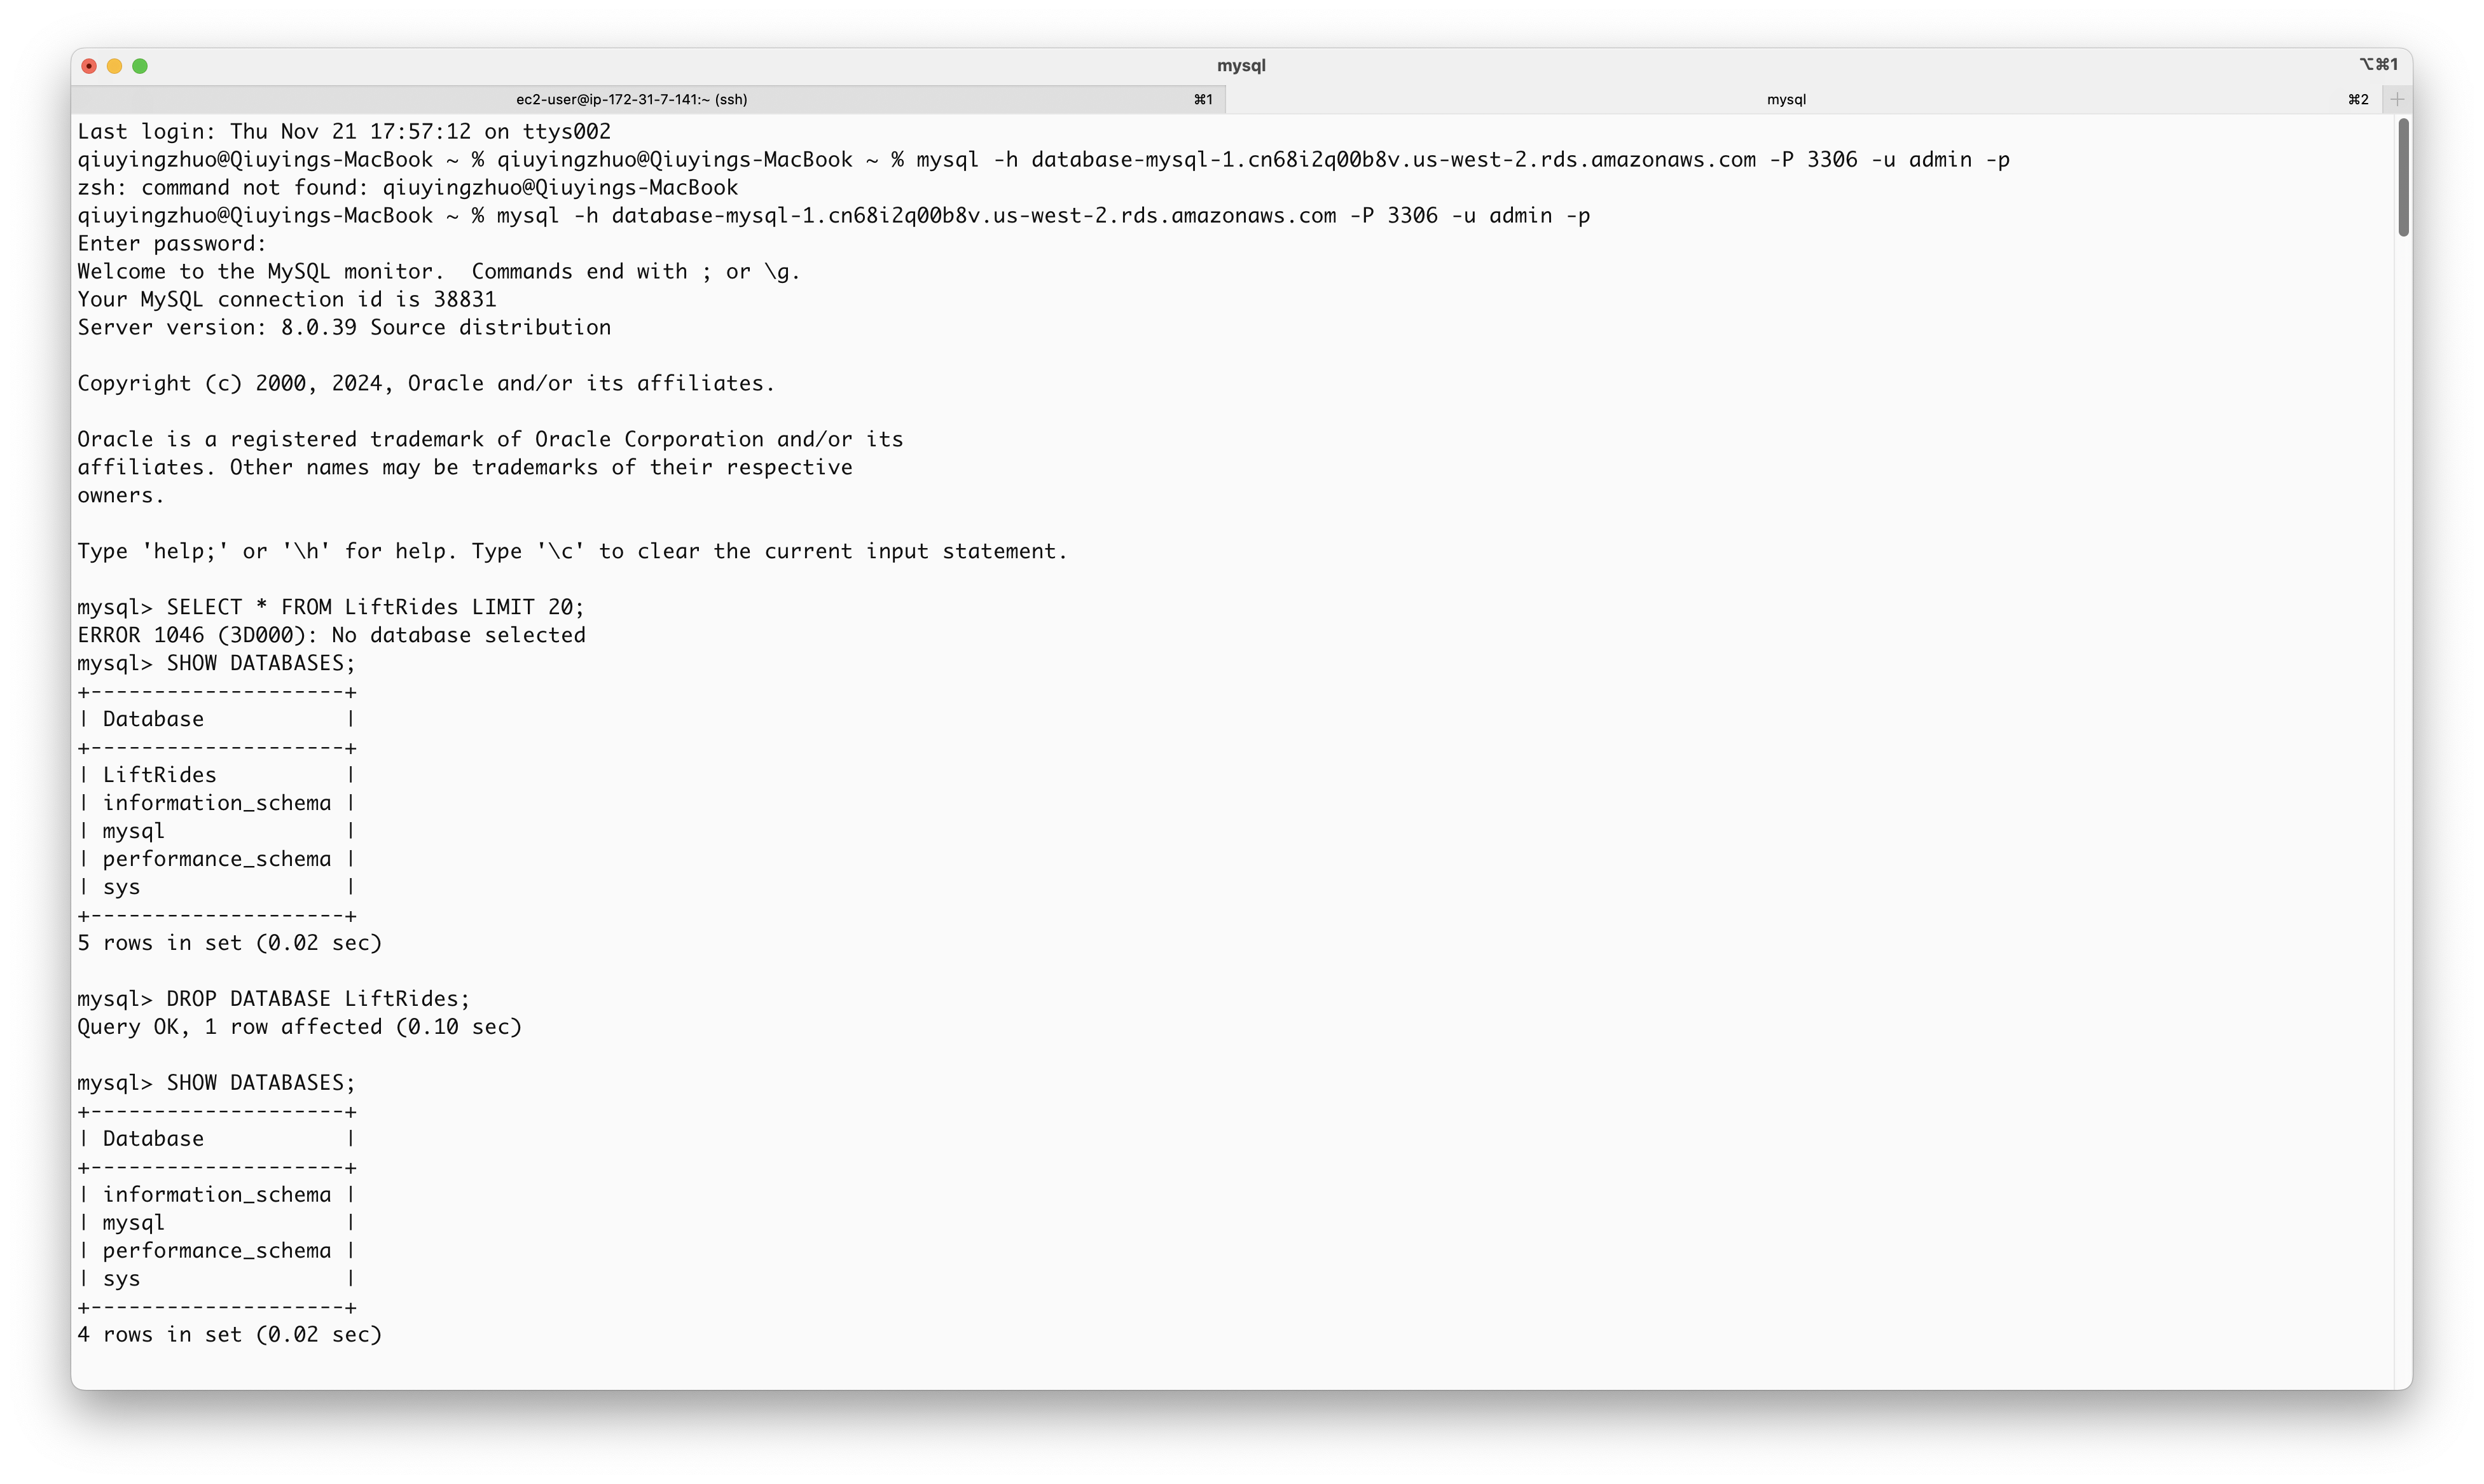 mysql
⌥⌘1
ec2-user@ip-172-31-7-141:~ (ssh) ⌘1 mysql ⌘2 +
Last login: Thu Nov 21 17:57:12 on ttys002
qiuyingzhuo@Qiuyings-MacBook ~ % qiuyingzhuo@Qiuyings-MacBook ~ % mysql -h database-mysql-1.cn68i2q00b8v.us-west-2.rds.amazonaws.com -P 3306 -u admin -p
zsh: command not found: qiuyingzhuo@Qiuyings-MacBook
qiuyingzhuo@Qiuyings-MacBook ~ % mysql -h database-mysql-1.cn68i2q00b8v.us-west-2.rds.amazonaws.com -P 3306 -u admin -p
Enter password:
Welcome to the MySQL monitor.  Commands end with ; or \g.
Your MySQL connection id is 38831
Server version: 8.0.39 Source distribution

Copyright (c) 2000, 2024, Oracle and/or its affiliates.

Oracle is a registered trademark of Oracle Corporation and/or its
affiliates. Other names may be trademarks of their respective
owners.

Type 'help;' or '\h' for help. Type '\c' to clear the current input statement.

mysql> SELECT * FROM LiftRides LIMIT 20;
ERROR 1046 (3D000): No database selected
mysql> SHOW DATABASES;
+--------------------+
| Database           |
+--------------------+
| LiftRides          |
| information_schema |
| mysql              |
| performance_schema |
| sys                |
+--------------------+
5 rows in set (0.02 sec)

mysql> DROP DATABASE LiftRides;
Query OK, 1 row affected (0.10 sec)

mysql> SHOW DATABASES;
+--------------------+
| Database           |
+--------------------+
| information_schema |
| mysql              |
| performance_schema |
| sys                |
+--------------------+
4 rows in set (0.02 sec)